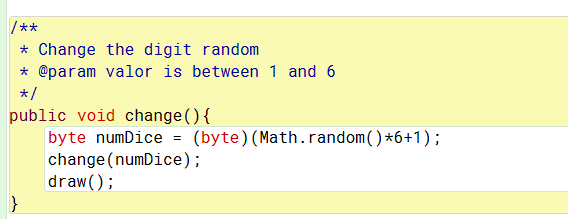 /**
 * Change the digit random
 * @param valor is between 1 and 6
 */
public void change(){
    byte numDice = (byte)(Math.random()*6+1);
    change(numDice);
    draw();
}